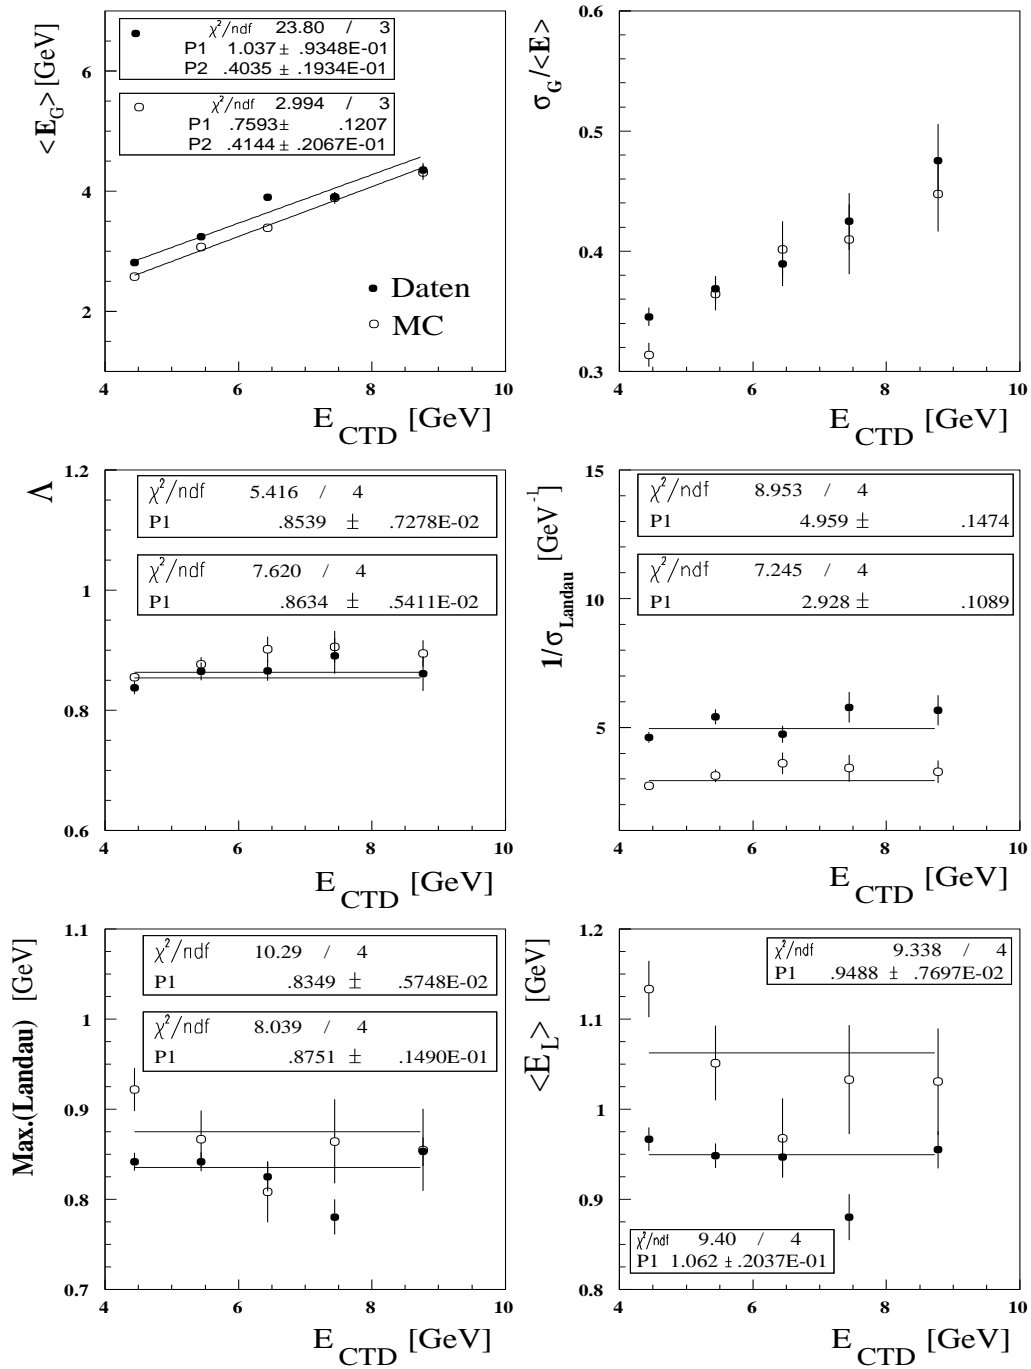 <E_G> [GeV]
χ²/ndf 23.80 / 3
P1 1.037 ± .9348E-01
P2 .4035 ± .1934E-01
χ²/ndf 2.994 / 3
P1 .7593± .1207
P2 .4144 ± .2067E-01
6
4
2
Daten
MC
4 6 8 10
E_CTD [GeV]
σ_G/<E>
0.6
0.5
0.4
0.3
4 6 8 10
E_CTD [GeV]
Λ
1.2
1
0.8
0.6
χ²/ndf 5.416 / 4
P1 .8539 ± .7278E-02
χ²/ndf 7.620 / 4
P1 .8634 ± .5411E-02
4 6 8 10
E_CTD [GeV]
1/σ_Landau [GeV⁻¹]
15
10
5
χ²/ndf 8.953 / 4
P1 4.959 ± .1474
χ²/ndf 7.245 / 4
P1 2.928 ± .1089
4 6 8 10
E_CTD [GeV]
Max.(Landau) [GeV]
1.1
1
0.9
0.8
0.7
χ²/ndf 10.29 / 4
P1 .8349 ± .5748E-02
χ²/ndf 8.039 / 4
P1 .8751 ± .1490E-01
4 6 8 10
E_CTD [GeV]
<E_L> [GeV]
1.2
1.1
1
0.9
0.8
χ²/ndf 9.338 / 4
P1 .9488 ± .7697E-02
χ²/ndf 9.40 / 4
P1 1.062 ± .2037E-01
4 6 8 10
E_CTD [GeV]